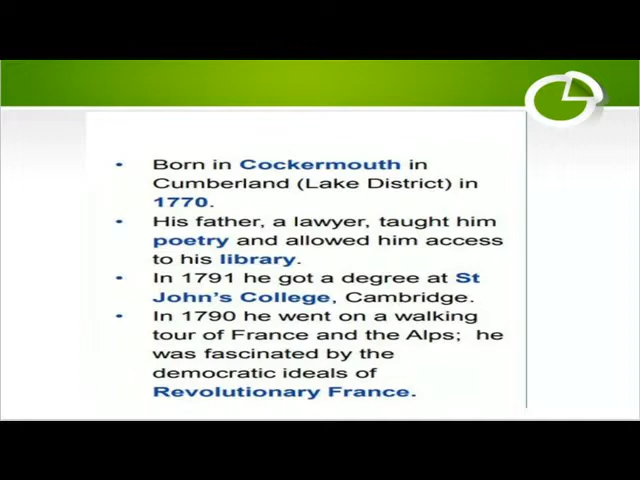 • Born in Cockermouth in
Cumberland (Lake District) in
1770.
• His father, a lawyer, taught him
poetry and allowed him access
to his library.
• In 1791 he got a degree at St
John's College, Cambridge.
• In 1790 he went on a walking
tour of France and the Alps; he
was fascinated by the
democratic ideals of
Revolutionary France.